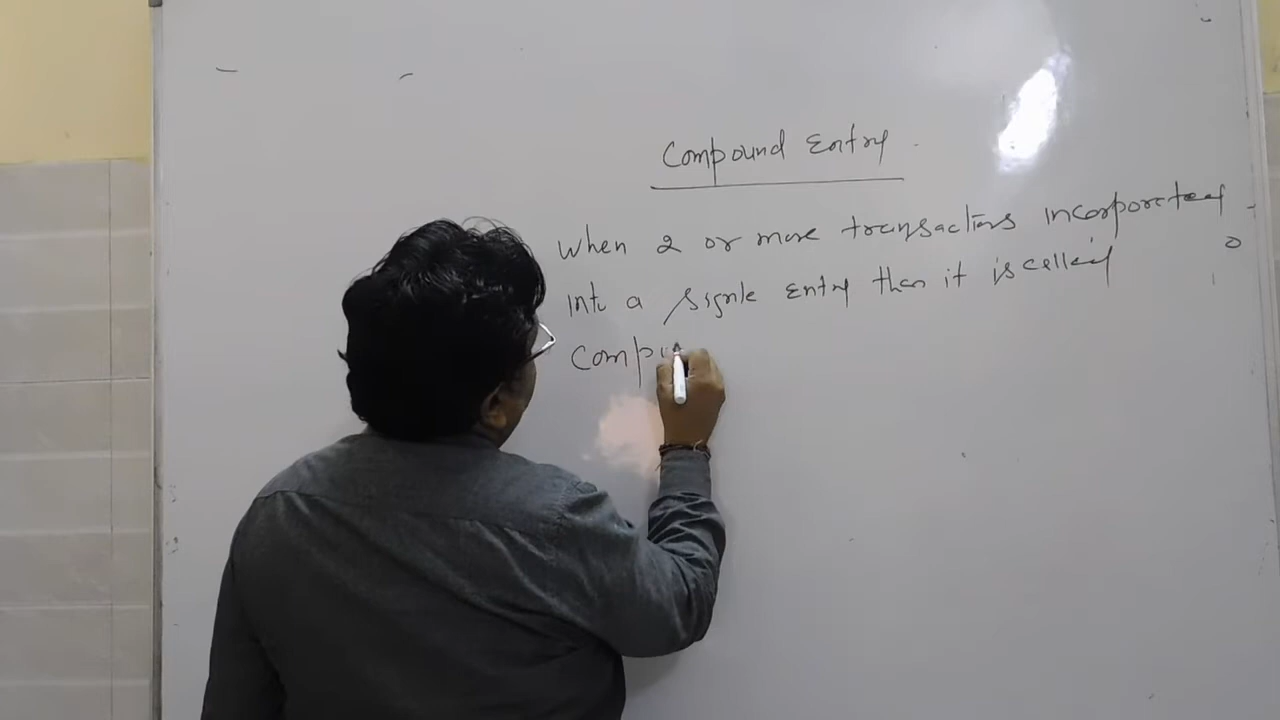 Compound Entry
When 2 or more transactions incorporated
into a single Entry then it is called
Comp